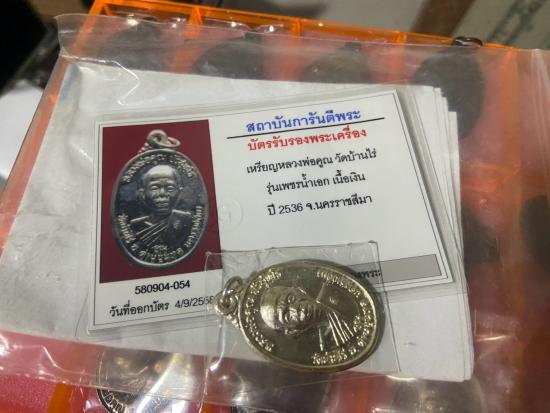 สถาบันการันตีพระ
บัตรรับรองพระเครื่อง
เหรียญหลวงพ่อคูณ วัดบ้านไร่
รุ่นเพชรน้ำเอก เนื้อเงิน
ปี 2536 จ.นครราชสีมา
580904-054
วันที่ออกบัตร 4/9/2558